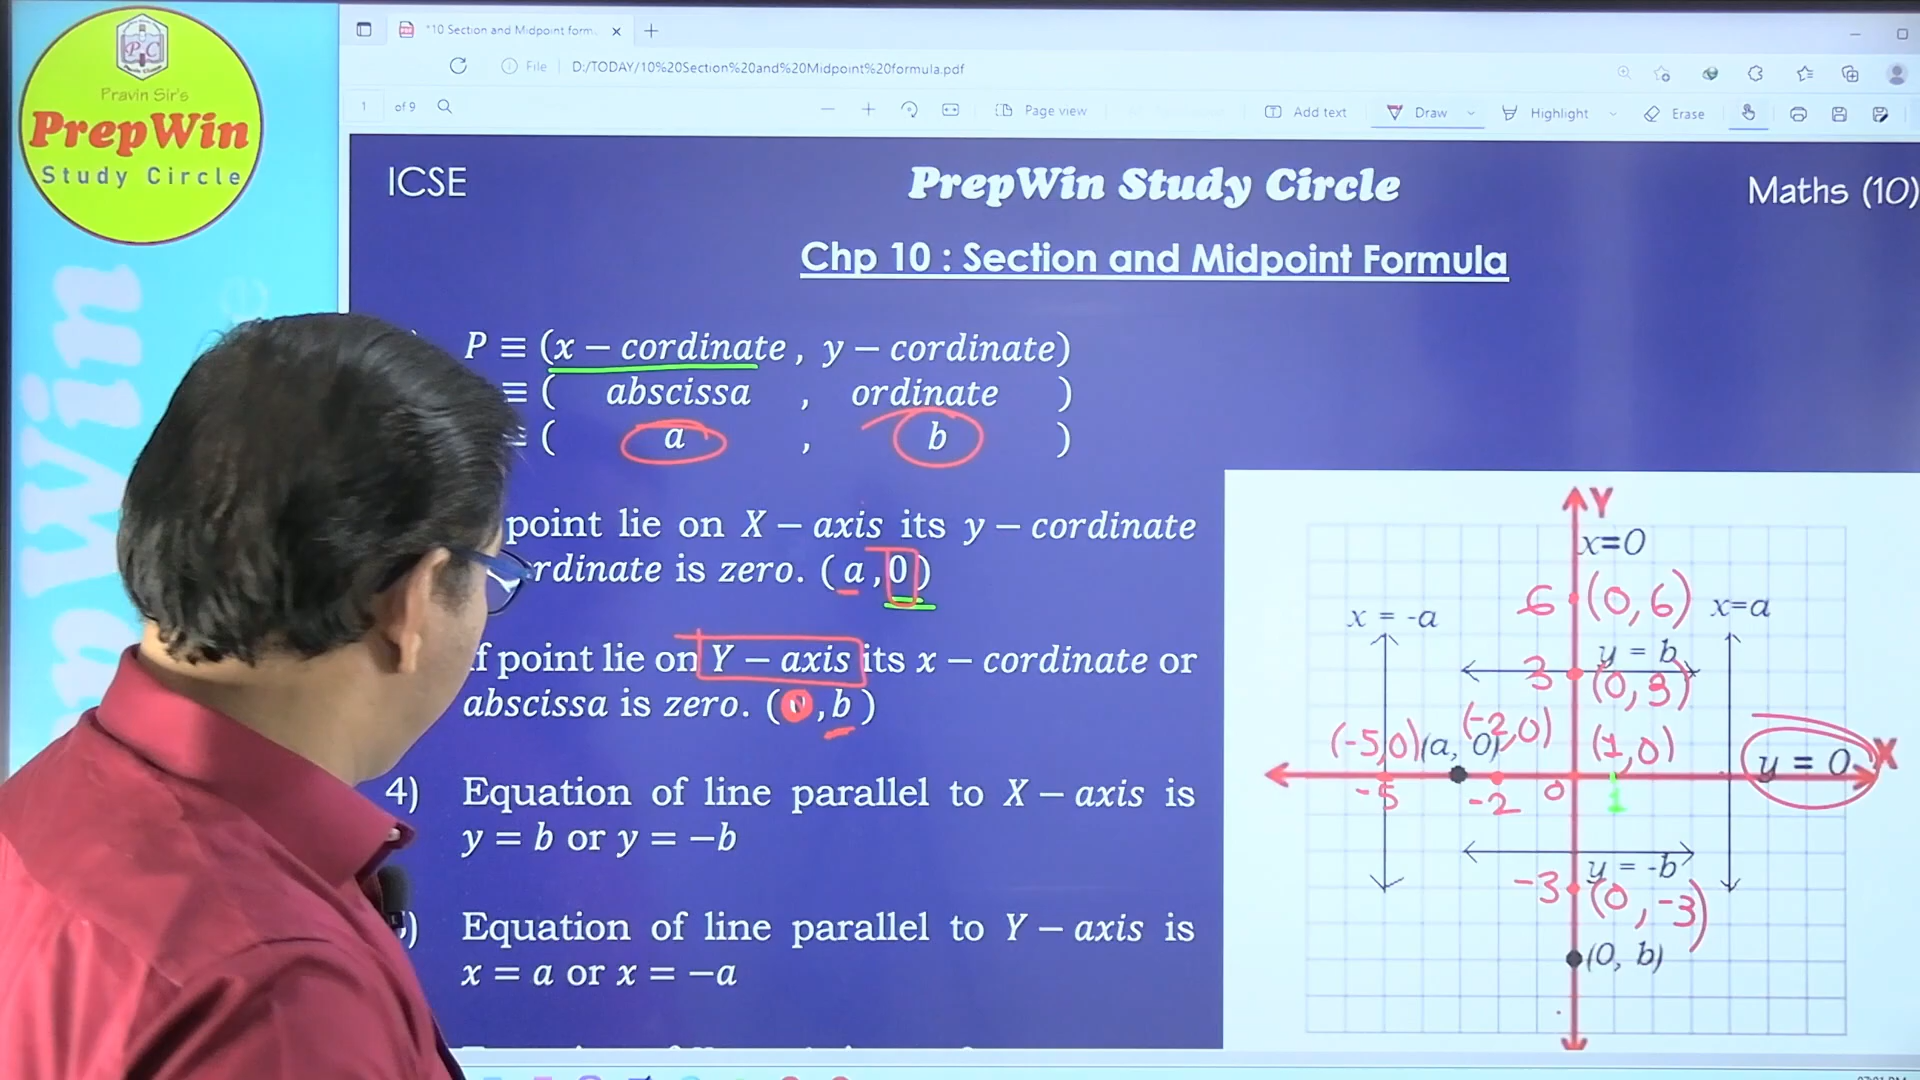 Pravin Sir's
PrepWin
Study Circle
*10 Section and Midpoint form.
File D:/TODAY/10%20Section%20and%20Midpoint%20formula.pdf
1 of 9 Page view Add text Draw Highlight Erase
ICSE PrepWin Study Circle Maths (10)
Chp 10 : Section and Midpoint Formula
P ≡ (x − cordinate , y − cordinate)
≡ ( abscissa , ordinate )
≡ ( a , b )
point lie on X − axis its y − cordinate
rdinate is zero. ( a , 0 )
If point lie on Y − axis its x − cordinate or
abscissa is zero. ( 0 , b )
4) Equation of line parallel to X − axis is
y = b or y = −b
Equation of line parallel to Y − axis is
x = a or x = −a
Y
x=0
6 (0, 6)
x = -a
x=a
y = b
3 (0, 3)
(-5,0) (a, 0) (-2,0) (1,0)
y = 0 X
-5 -2 0 1
y = -b
-3 (0, -3)
(0, b)